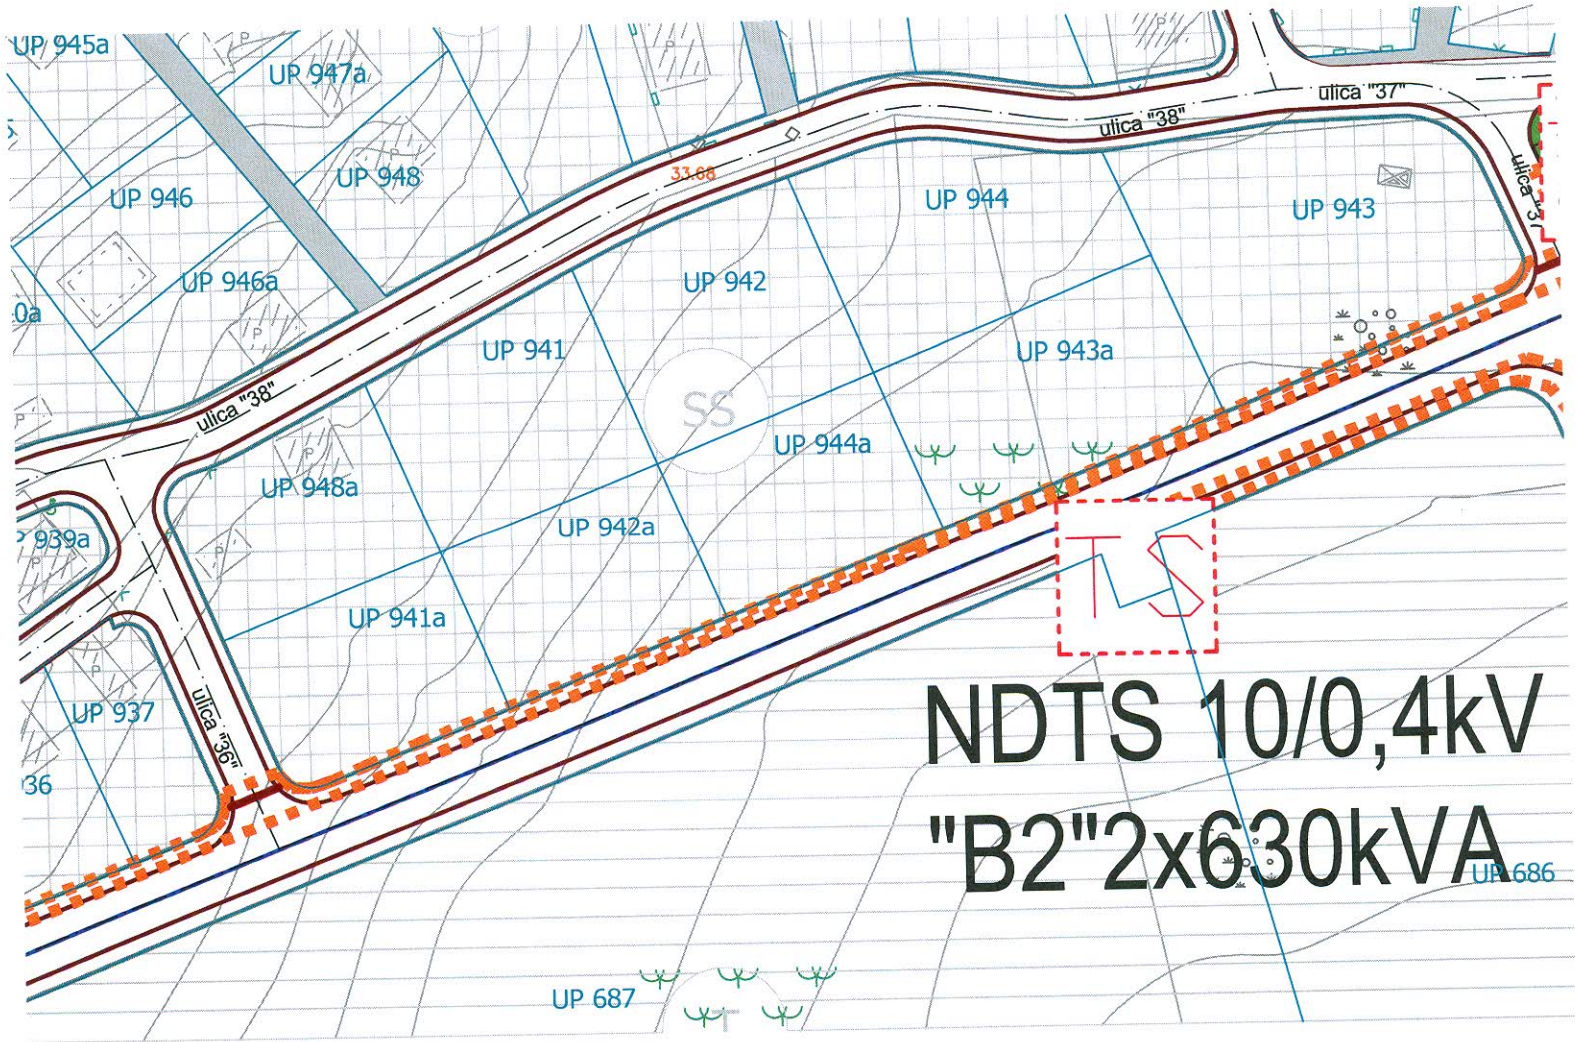 UP 945a
UP 947a
ulica "37"
ulica "38"
33.68
UP 948
UP 946
UP 944
UP 943
UP 946a
UP 942
0a
UP 941
UP 943a
ulica "38"
SS
UP 944a
UP 948a
UP 942a
939a
TS
UP 941a
UP 937
ulica "36"
NDTS 10/0,4kV
"B2"2x630kVA
36
UP 686
UP 687
T
P
P
P
P
P
P
P
P
P
P